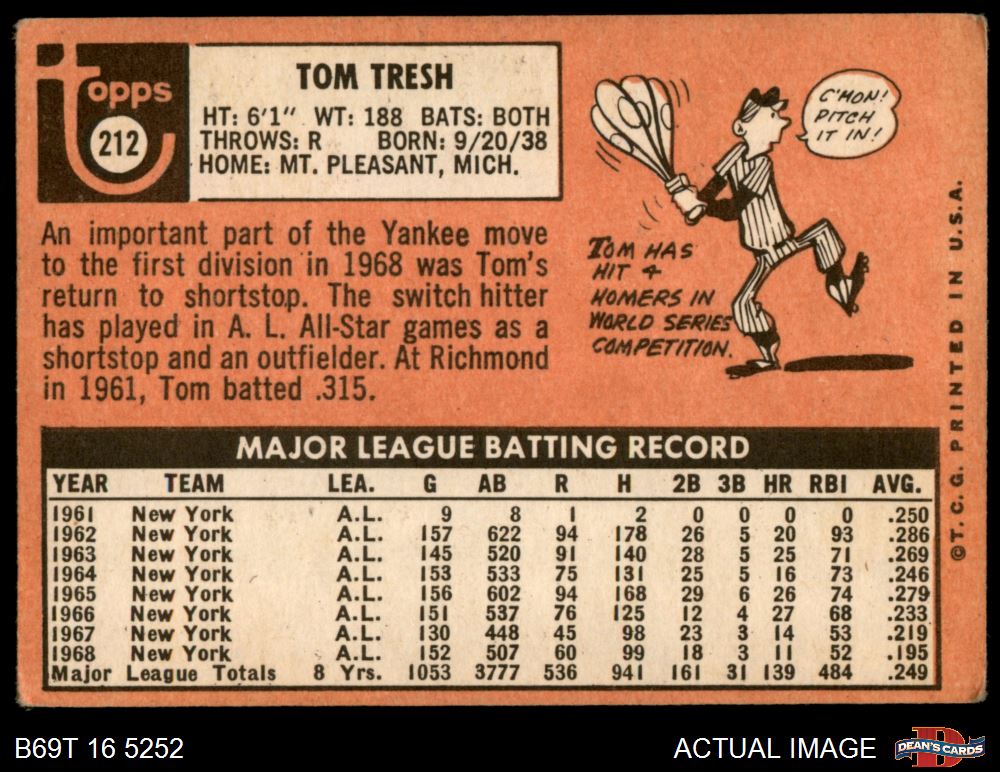 topps
212
TOM TRESH
HT: 6'1" WT: 188 BATS: BOTH
THROWS: R BORN: 9/20/38
HOME: MT. PLEASANT, MICH.
An important part of the Yankee move
to the first division in 1968 was Tom's
return to shortstop. The switch hitter
has played in A. L. All-Star games as a
shortstop and an outfielder. At Richmond
in 1961, Tom batted .315.
C'MON!
PITCH
IT IN!
TOM HAS
HIT 4
HOMERS IN
WORLD SERIES
COMPETITION.
MAJOR LEAGUE BATTING RECORD
YEAR TEAM LEA. G AB R H 2B 3B HR RBI AVG.
1961 New York A.L. 9 8 1 2 0 0 0 0 .250
1962 New York A.L. 157 622 94 178 26 5 20 93 .286
1963 New York A.L. 145 520 91 140 28 5 25 71 .269
1964 New York A.L. 153 533 75 131 25 5 16 73 .246
1965 New York A.L. 156 602 94 168 29 6 26 74 .279
1966 New York A.L. 151 537 76 125 12 4 27 68 .233
1967 New York A.L. 130 448 45 98 23 3 14 53 .219
1968 New York A.L. 152 507 60 99 18 3 11 52 .195
Major League Totals 8 Yrs. 1053 3777 536 941 161 31 139 484 .249
©T. C. G. PRINTED IN U.S.A.
B69T 16 5252
ACTUAL IMAGE
D
DEAN'S CARDS